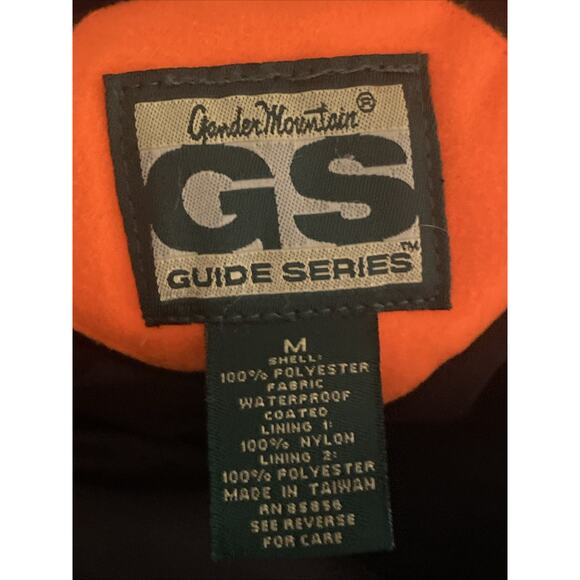 Gander Mountain®
GS
GUIDE SERIES™
M
SHELL:
100% POLYESTER
FABRIC
WATERPROOF
COATED
LINING 1:
100% NYLON
LINING 2:
100% POLYESTER
MADE IN TAIWAN
RN 85856
SEE REVERSE
FOR CARE